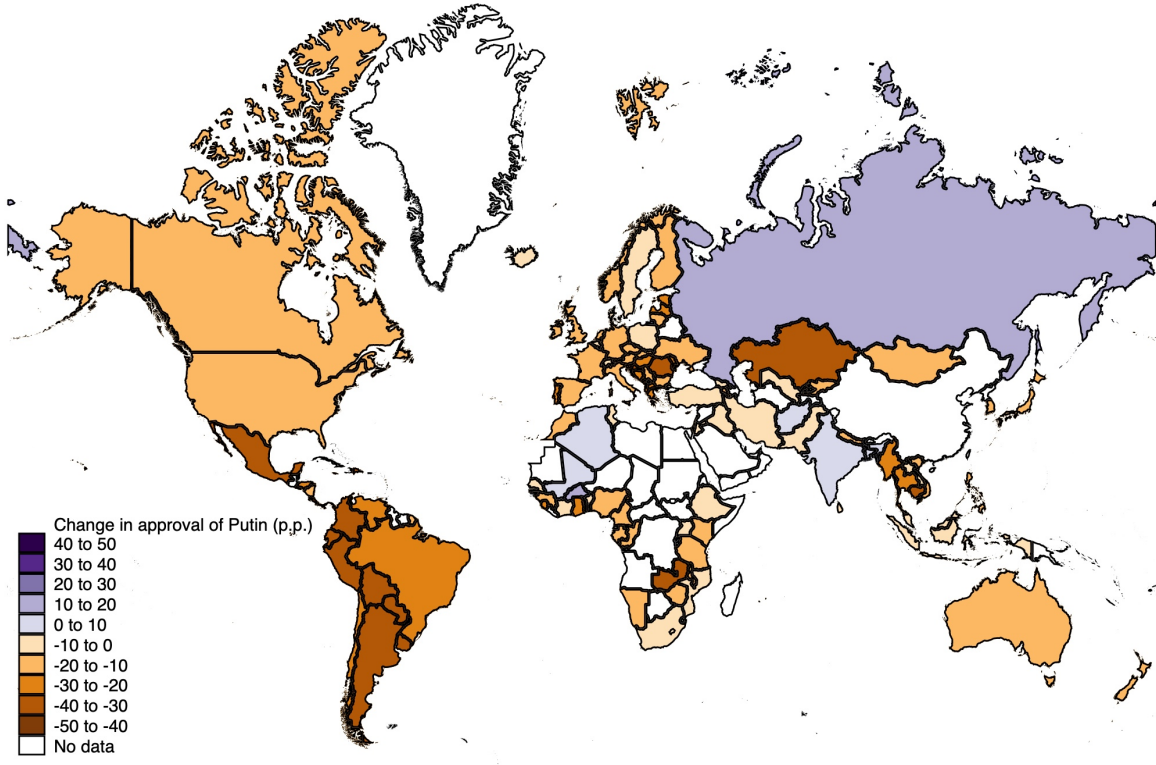 Change in approval of Putin (p.p.)
40 to 50
30 to 40
20 to 30
10 to 20
0 to 10
-10 to 0
-20 to -10
-30 to -20
-40 to -30
-50 to -40
No data